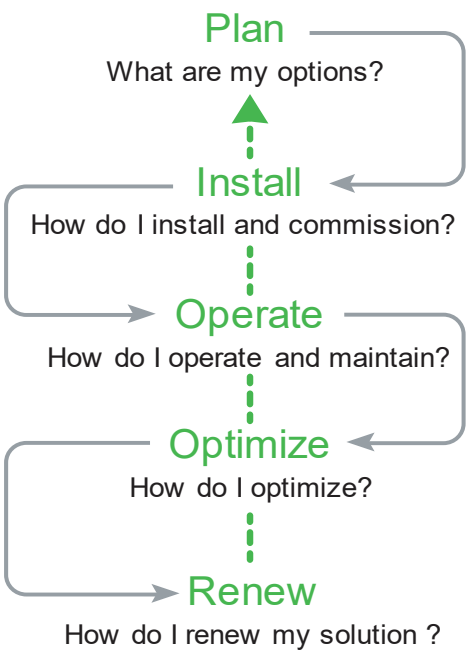 Plan
What are my options?
Install
How do I install and commission?
Operate
How do I operate and maintain?
Optimize
How do I optimize?
Renew
How do I renew my solution ?